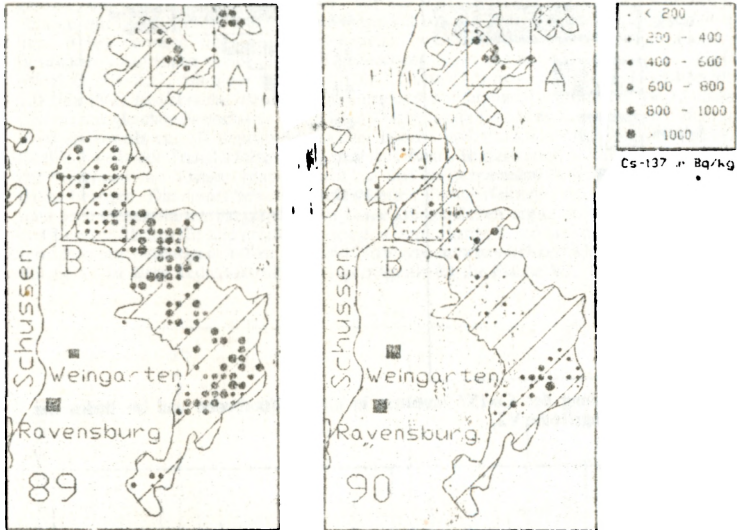 A
B
Schussen
Weingarten
Ravensburg
89
A
B
Schussen
Weingarten
Ravensburg
90
< 200
200 - 400
400 - 600
600 - 800
800 - 1000
1000
Cs-137 Bq/kg